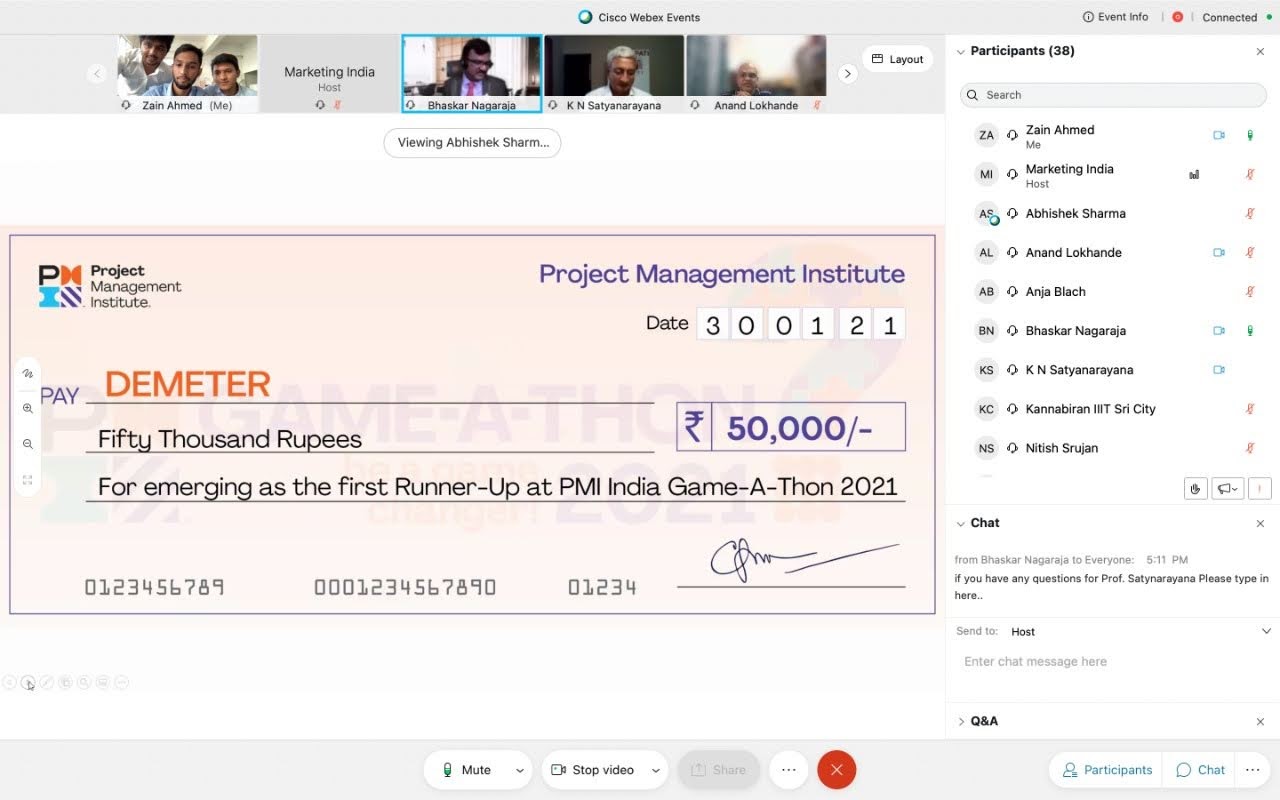 Cisco Webex Events
Event Info
Connected
Zain Ahmed (Me)
Marketing India
Host
Bhaskar Nagaraja
K N Satyanarayana
Anand Lokhande
Layout
Viewing Abhishek Sharm...
Project
Management
Institute.
Project Management Institute
Date 3 0 0 1 2 1
PAY DEMETER
Fifty Thousand Rupees
₹ 50,000/-
For emerging as the first Runner-Up at PMI India Game-A-Thon 2021
GAME-A-THON
be a game
changer!
2021
0123456789 0001234567890 01234
Participants (38)
Search
ZA Zain Ahmed
Me
MI Marketing India
Host
AS Abhishek Sharma
AL Anand Lokhande
AB Anja Blach
BN Bhaskar Nagaraja
KS K N Satyanarayana
KC Kannabiran IIIT Sri City
NS Nitish Srujan
Chat
from Bhaskar Nagaraja to Everyone: 5:11 PM
if you have any questions for Prof. Satynarayana Please type in
here..
Send to: Host
Enter chat message here
Q&A
Mute
Stop video
Share
Participants
Chat